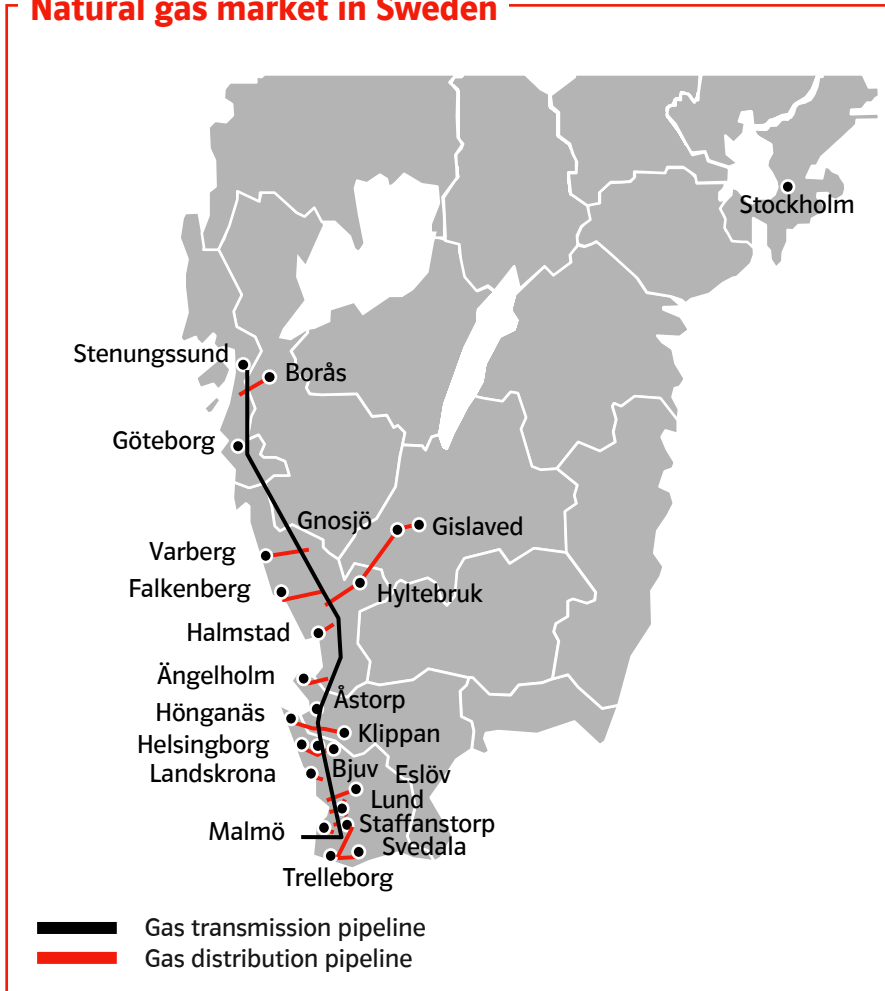 Natural gas market in Sweden
Stockholm
Stenungssund
Borås
Göteborg
Gnosjö
Gislaved
Varberg
Falkenberg
Hyltebruk
Halmstad
Ängelholm
Åstorp
Hönganäs
Klippan
Helsingborg
Bjuv
Landskrona
Eslöv
Lund
Malmö
Staffanstorp
Svedala
Trelleborg
Gas transmission pipeline
Gas distribution pipeline